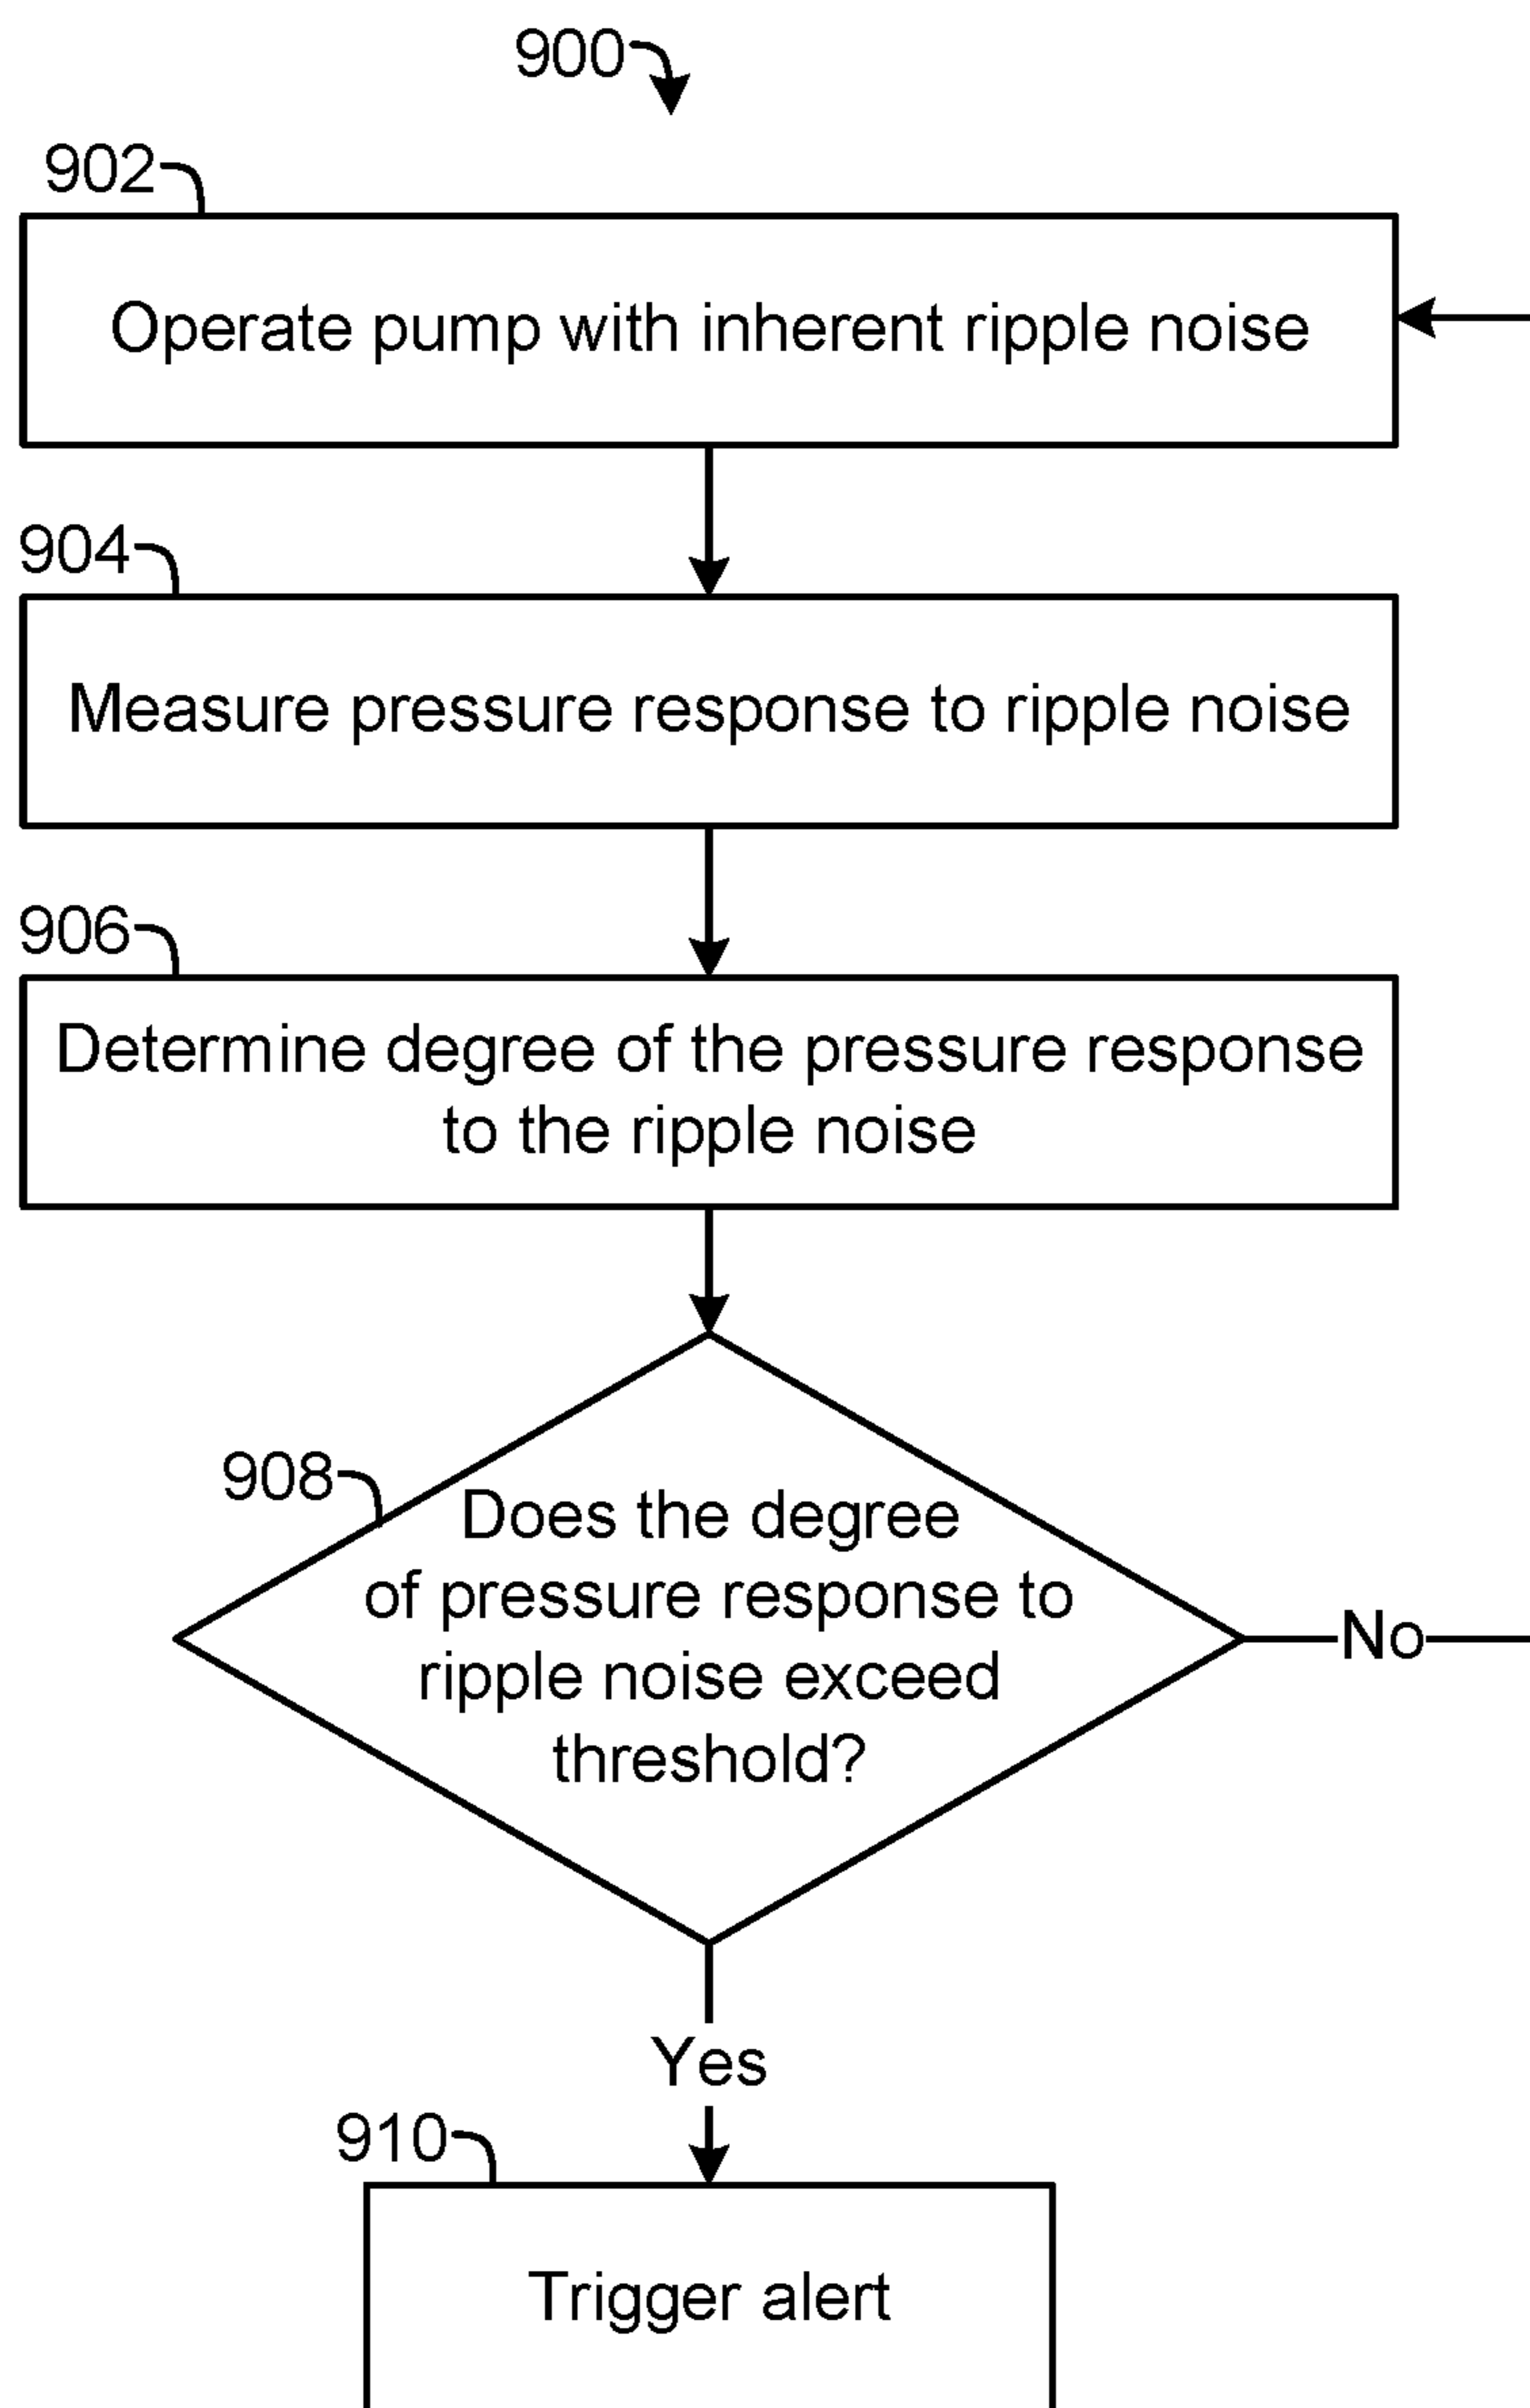 900
902
Operate pump with inherent ripple noise
904
Measure pressure response to ripple noise
906
Determine degree of the pressure response
to the ripple noise
908
Does the degree
of pressure response to
ripple noise exceed
threshold?
No
Yes
910
Trigger alert